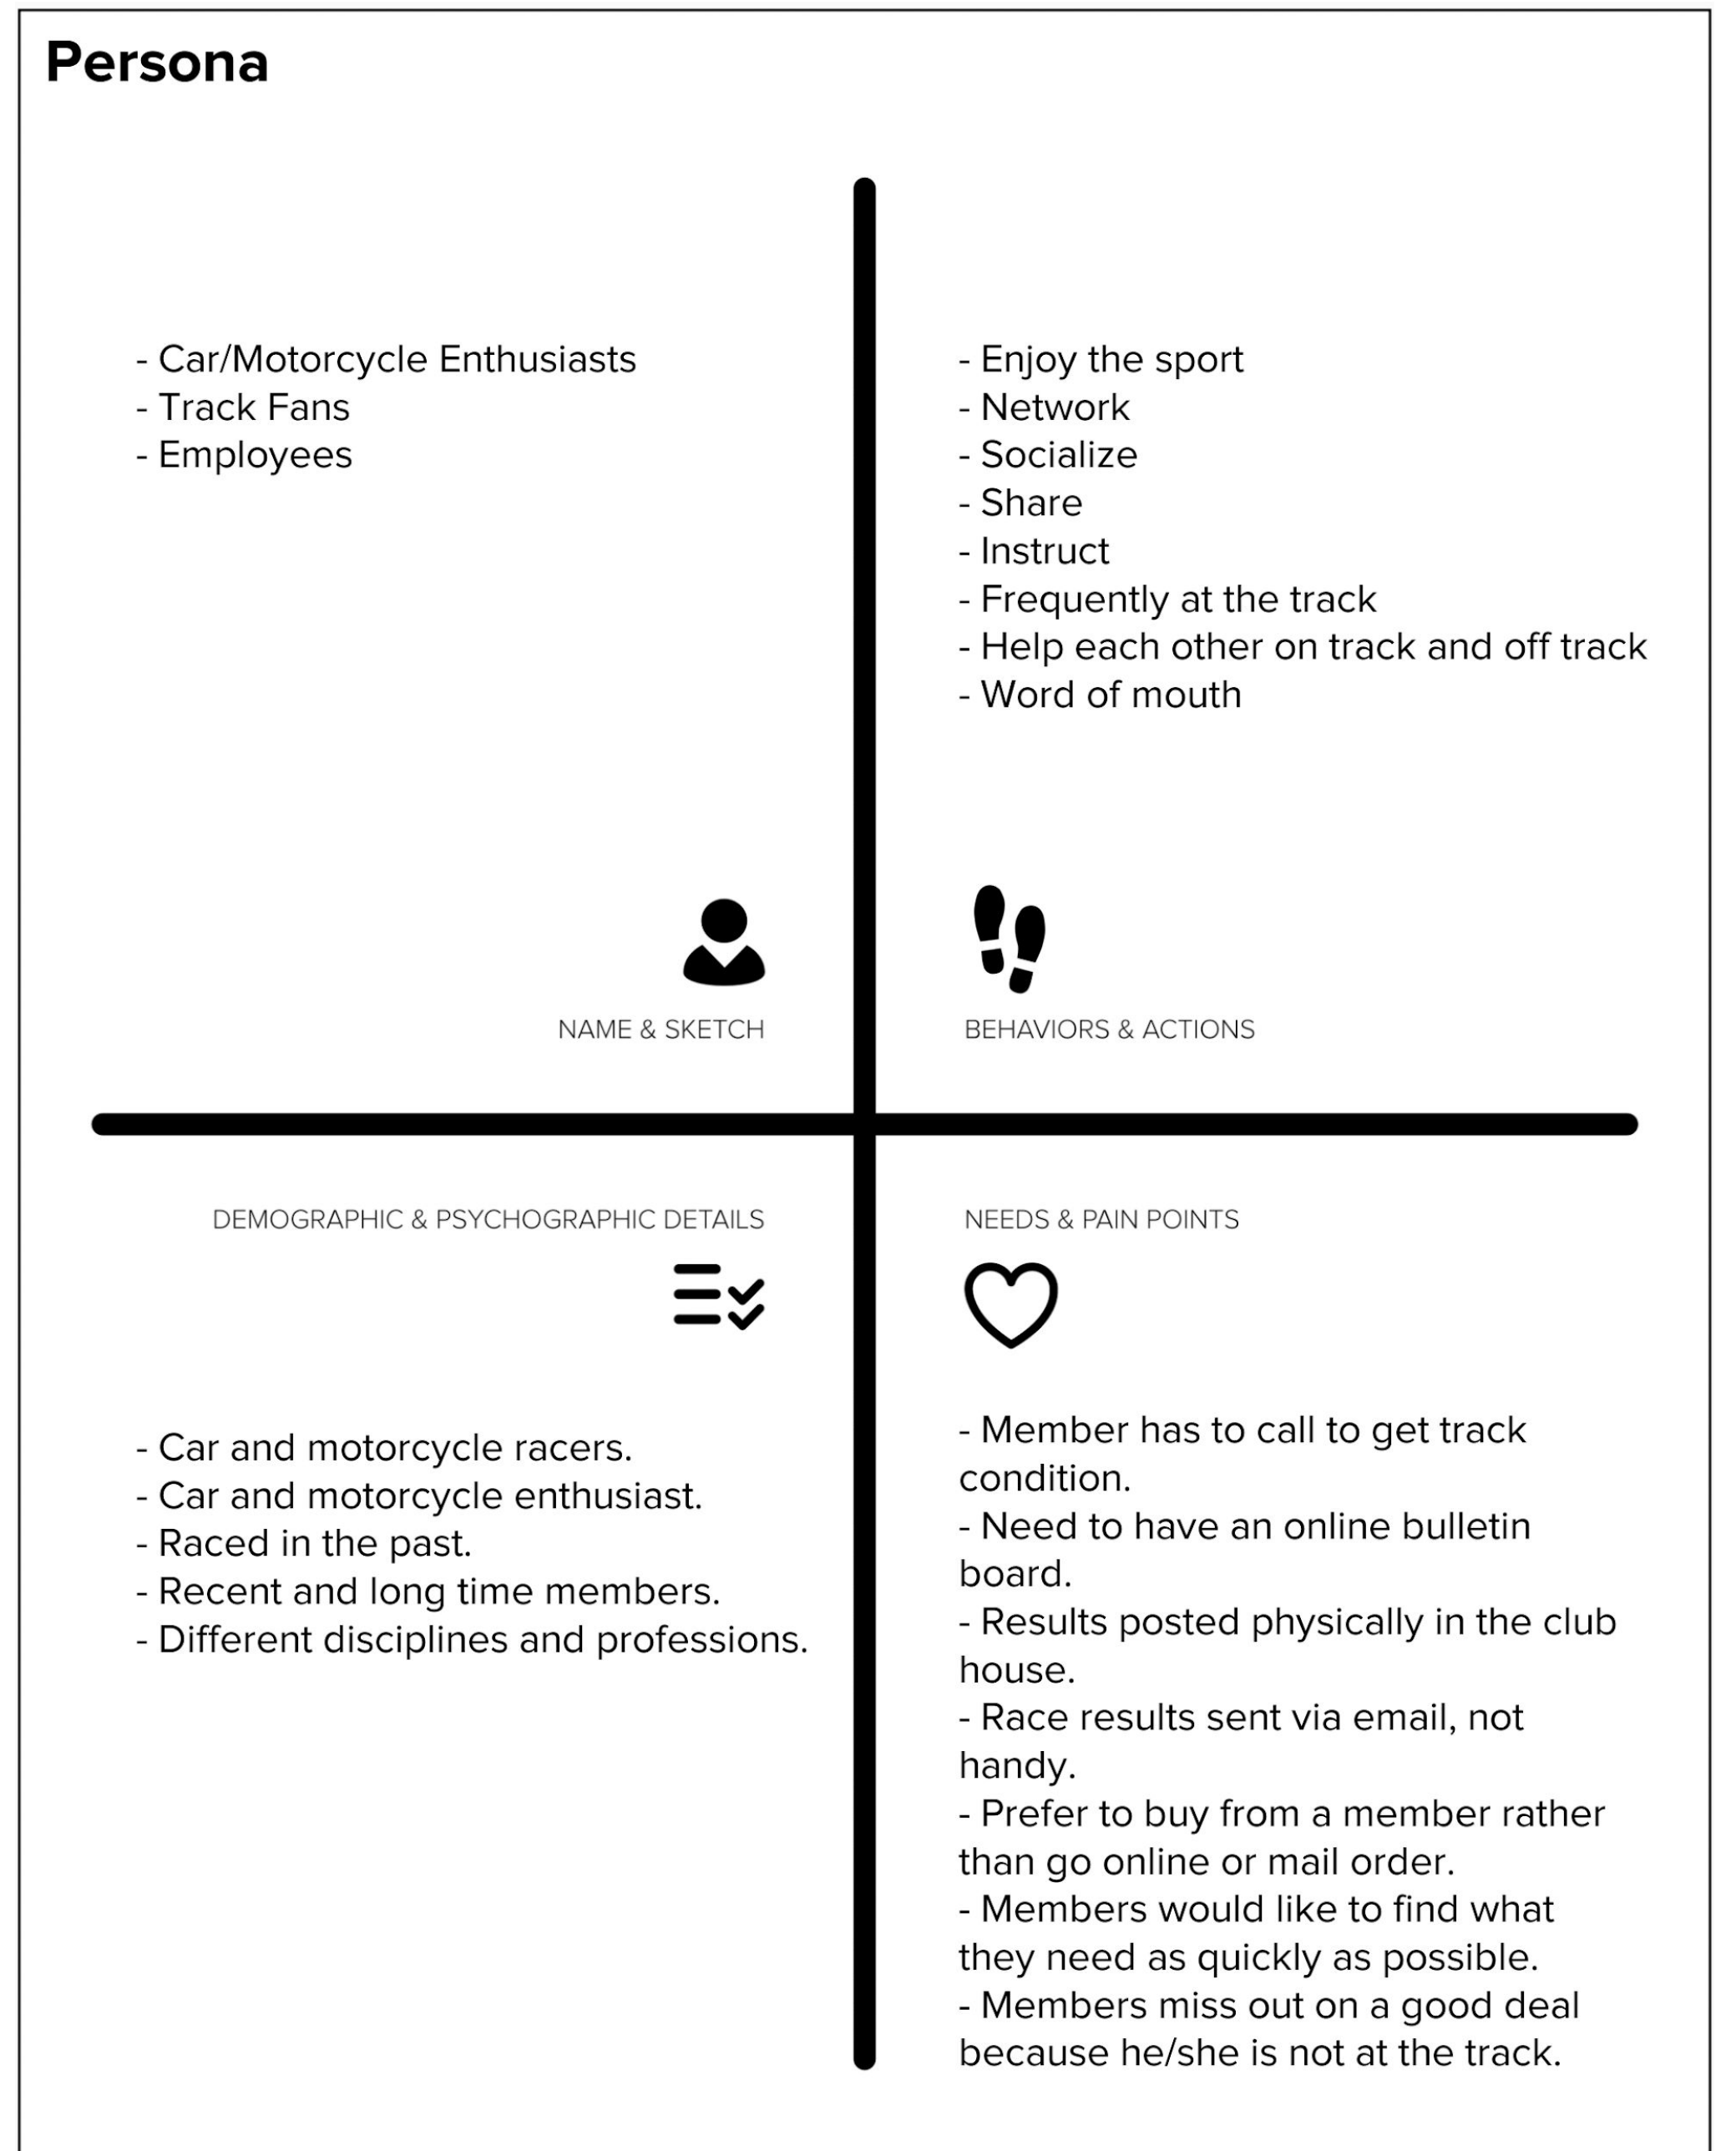 Persona
- Car/Motorcycle Enthusiasts
- Track Fans
- Employees
NAME & SKETCH
- Enjoy the sport
- Network
- Socialize
- Share
- Instruct
- Frequently at the track
- Help each other on track and off track
- Word of mouth
BEHAVIORS & ACTIONS
DEMOGRAPHIC & PSYCHOGRAPHIC DETAILS
- Car and motorcycle racers.
- Car and motorcycle enthusiast.
- Raced in the past.
- Recent and long time members.
- Different disciplines and professions.
NEEDS & PAIN POINTS
- Member has to call to get track
condition.
- Need to have an online bulletin
board.
- Results posted physically in the club
house.
- Race results sent via email, not
handy.
- Prefer to buy from a member rather
than go online or mail order.
- Members would like to find what
they need as quickly as possible.
- Members miss out on a good deal
because he/she is not at the track.